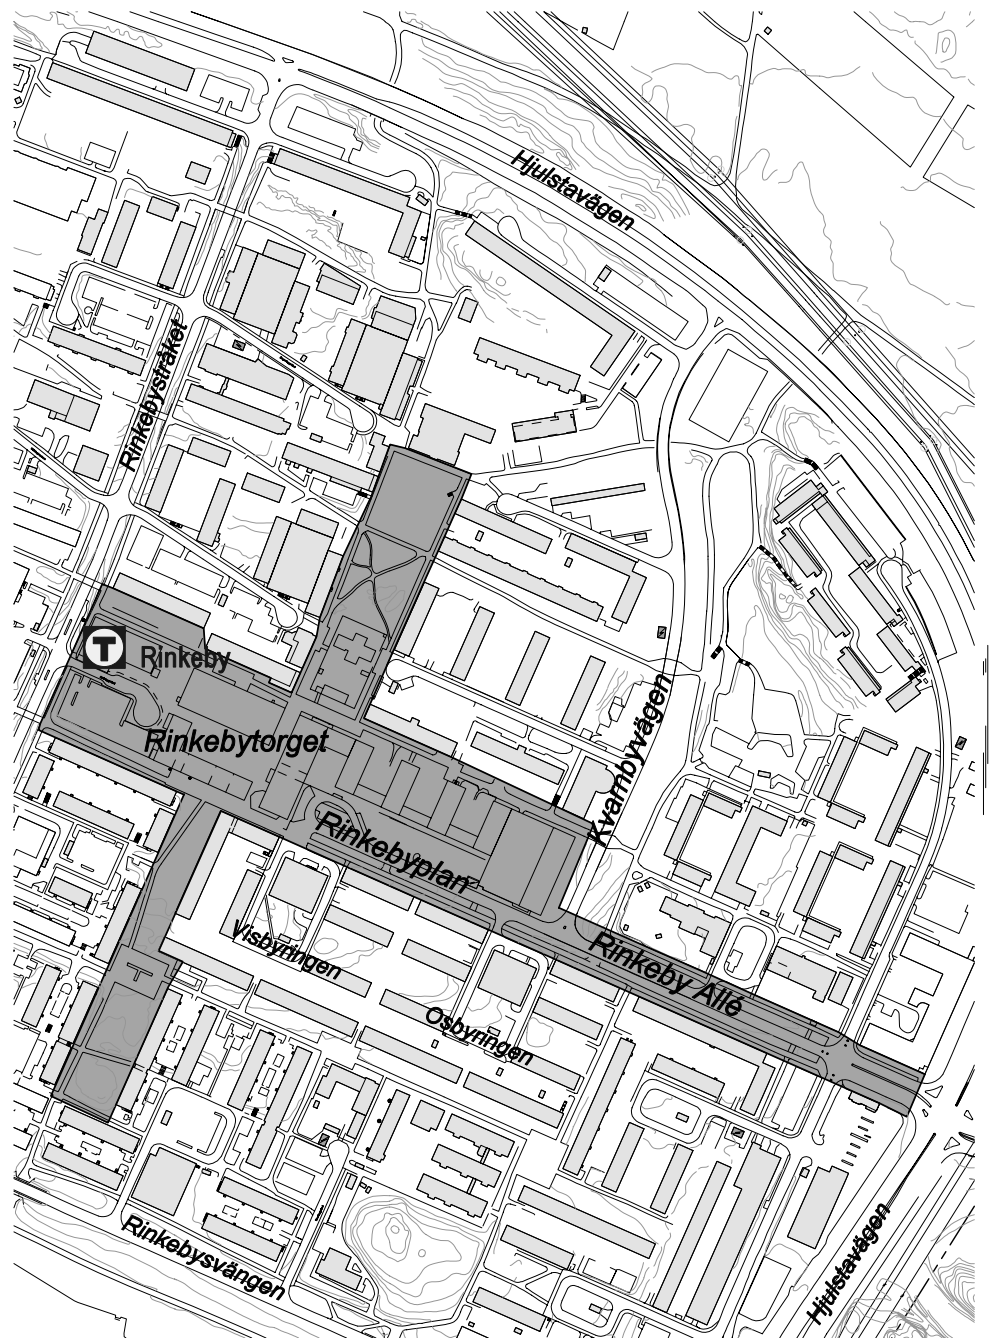 Hjulstavägen
Rinkebystråket
T
Rinkeby
Rinkebytorget
Kvarnbyvägen
Rinkebyplan
Visbyringen
Rinkeby Allé
Osbyringen
Rinkebysvängen
Hjulstavägen